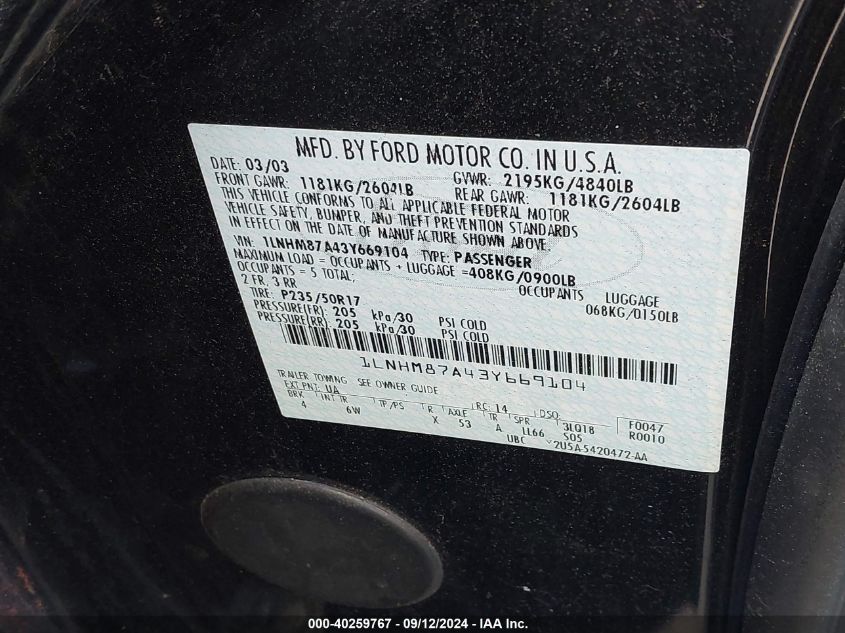 MFD. BY FORD MOTOR CO. IN U.S.A.
DATE: 03/03 GVWR: 2195KG/4840LB
FRONT GAWR: 1181KG/2604LB REAR GAWR: 1181KG/2604LB
THIS VEHICLE CONFORMS TO ALL APPLICABLE FEDERAL MOTOR
VEHICLE SAFETY, BUMPER, AND THEFT PREVENTION STANDARDS
IN EFFECT ON THE DATE OF MANUFACTURE SHOWN ABOVE.
VIN: 1LNHM87A43Y669104 TYPE: PASSENGER
MAXIMUM LOAD = OCCUPANTS + LUGGAGE =408KG/0900LB
OCCUPANTS = 5 TOTAL; OCCUPANTS LUGGAGE
2 FR, 3 RR 068KG/0150LB
TIRE: P235/50R17
PRESSURE(FR): 205 kPa/30 PSI COLD
PRESSURE(RR): 205 kPa/30 PSI COLD
1LNHM87A43Y669104
TRAILER TOWING SEE OWNER GUIDE
EXT PNT: UA RC: 14 DSO: F0047
BRK INT TR TP/PS R AXLE TR SPR 3LQ18 R0010
4 6W X 53 A LL66 S05
UBC V2U5A-5420472-AA
000-40259767 - 09/12/2024 - IAA Inc.